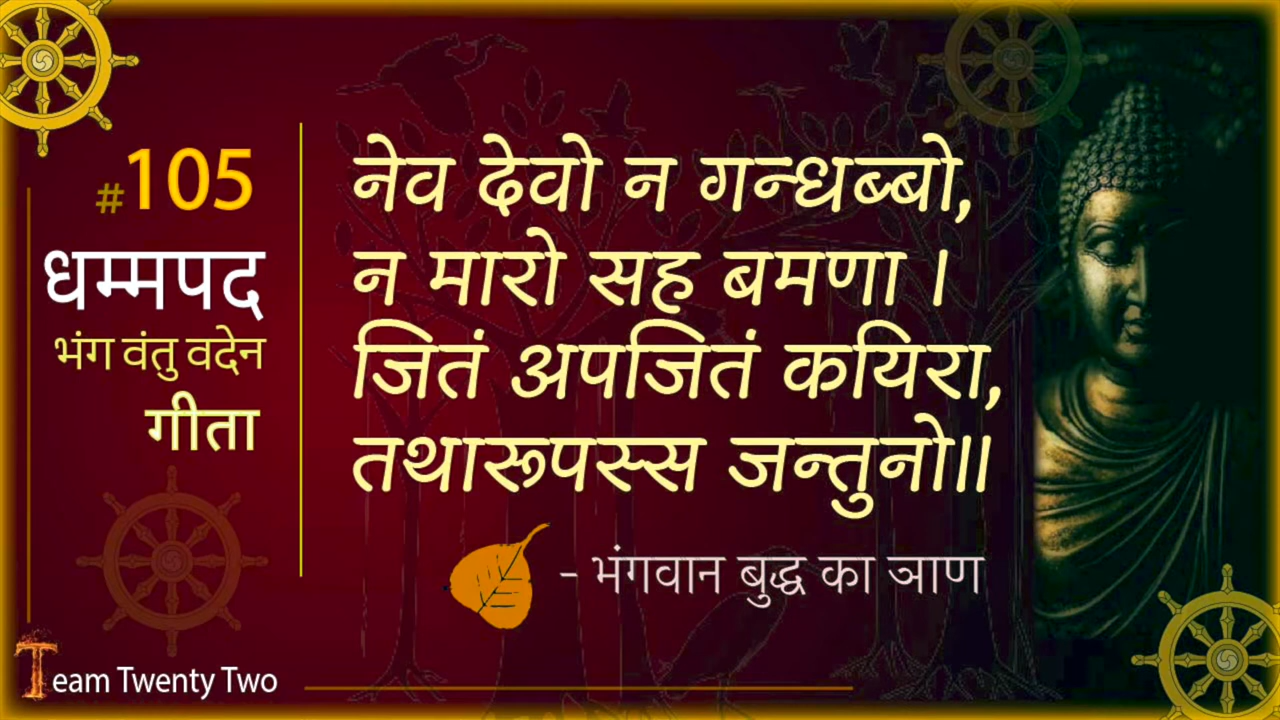 #105
धम्मपद
भंग वंतु वदेन
गीता
नेव देवो न गन्धब्बो,
न मारो सह बमणा ।
जितं अपजितं कयिरा,
तथारूपस्स जन्तुनो॥
- भंगवान बुद्ध का ञाण
Team Twenty Two